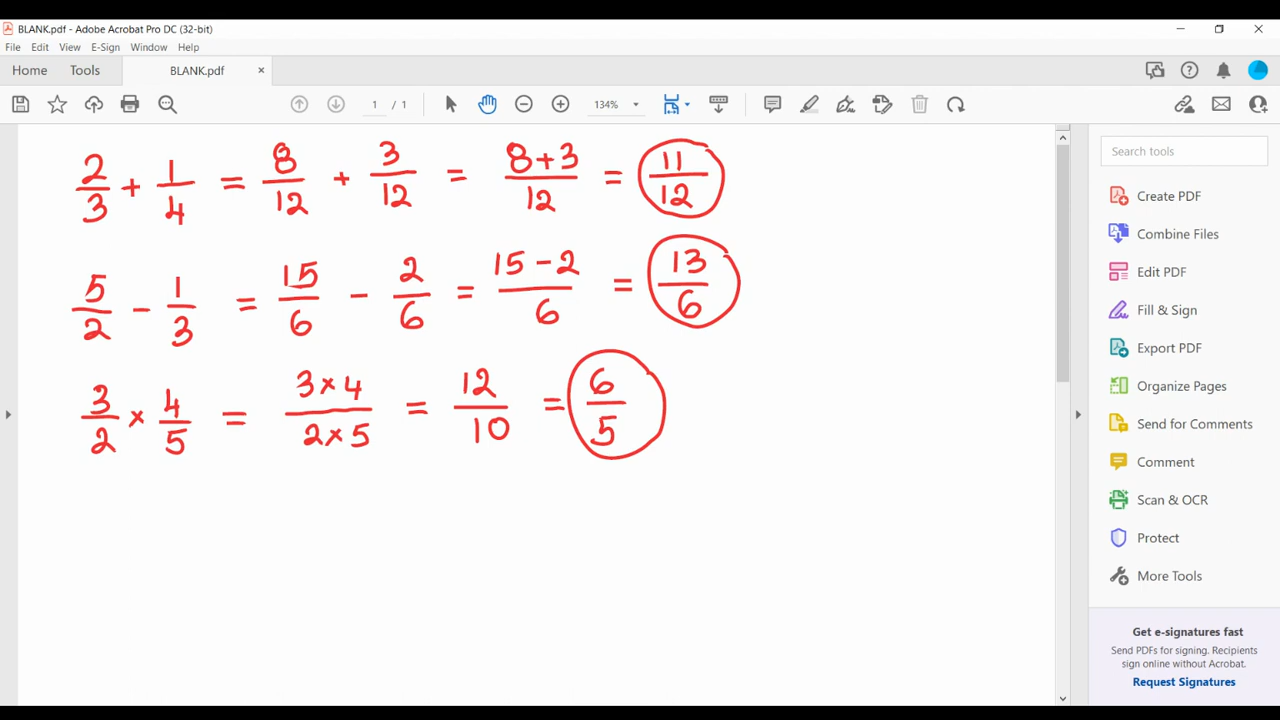 BLANK.pdf - Adobe Acrobat Pro DC (32-bit)
File Edit View E-Sign Window Help
Home Tools BLANK.pdf ×
1 / 1 134%
2/3 + 1/4 = 8/12 + 3/12 = (8+3)/12 = 11/12
5/2 - 1/3 = 15/6 - 2/6 = (15-2)/6 = 13/6
3/2 × 4/5 = (3×4)/(2×5) = 12/10 = 6/5
Search tools
Create PDF
Combine Files
Edit PDF
Fill & Sign
Export PDF
Organize Pages
Send for Comments
Comment
Scan & OCR
Protect
More Tools
Get e-signatures fast
Send PDFs for signing. Recipients
sign online without Acrobat.
Request Signatures